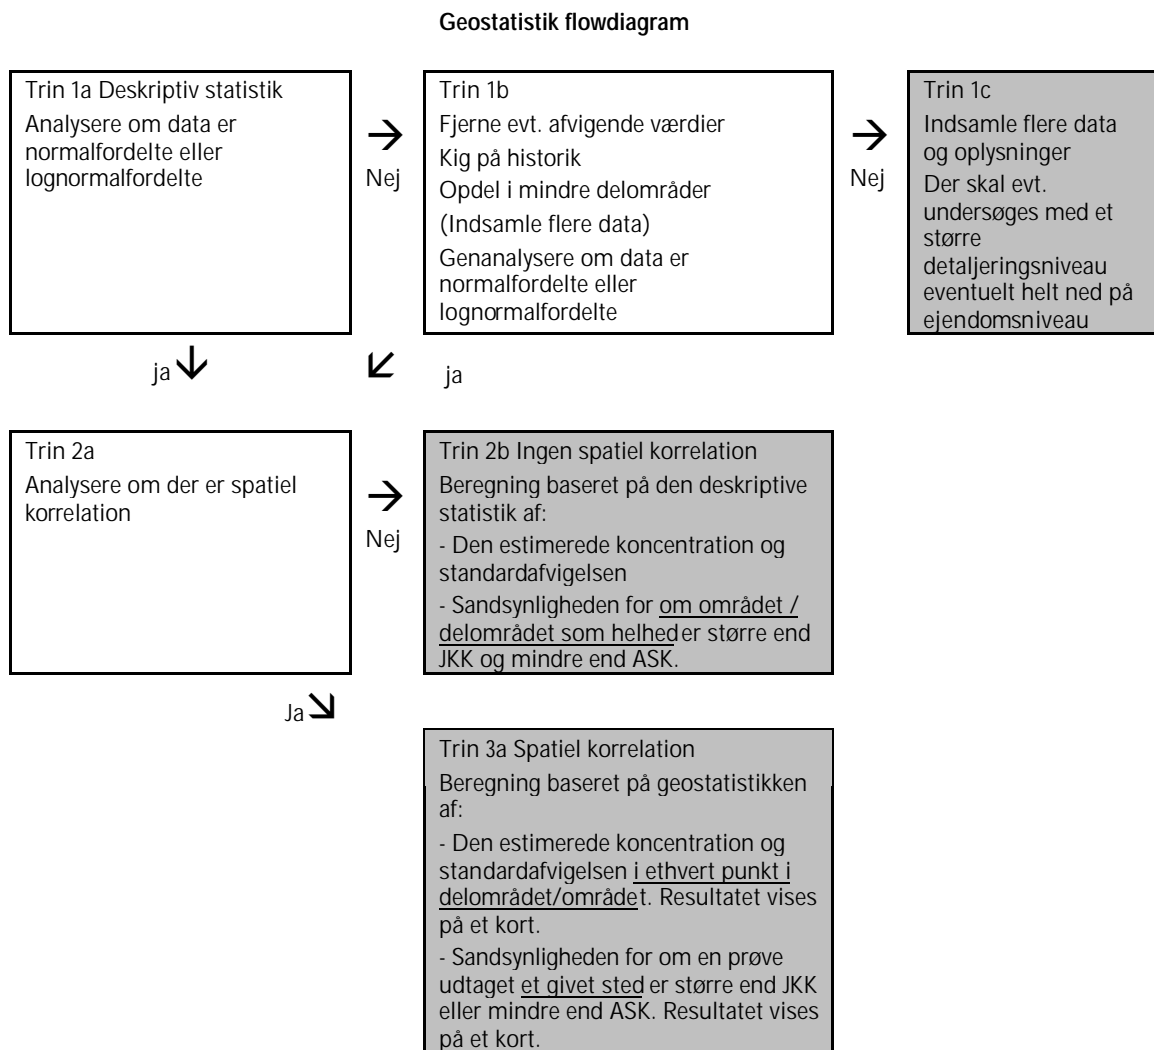 Geostatistik flowdiagram
Trin 1a Deskriptiv statistik
Analysere om data er
normalfordelte eller
lognormalfordelte
Nej
Trin 1b
Fjerne evt. afvigende værdier
Kig på historik
Opdel i mindre delområder
(Indsamle flere data)
Genanalysere om data er
normalfordelte eller
lognormalfordelte
Nej
Trin 1c
Indsamle flere data
og oplysninger
Der skal evt.
undersøges med et
større
detaljeringsniveau
eventuelt helt ned på
ejendomsniveau
ja
ja
Trin 2a
Analysere om der er spatiel
korrelation
Nej
Trin 2b Ingen spatiel korrelation
Beregning baseret på den deskriptive
statistik af:
- Den estimerede koncentration og
standardafvigelsen
- Sandsynligheden for om området /
delområdet som helhed er større end
JKK og mindre end ASK.
Ja
Trin 3a Spatiel korrelation
Beregning baseret på geostatistikken
af:
- Den estimerede koncentration og
standardafvigelsen i ethvert punkt i
delområdet/området. Resultatet vises
på et kort.
- Sandsynligheden for om en prøve
udtaget et givet sted er større end JKK
eller mindre end ASK. Resultatet vises
på et kort.